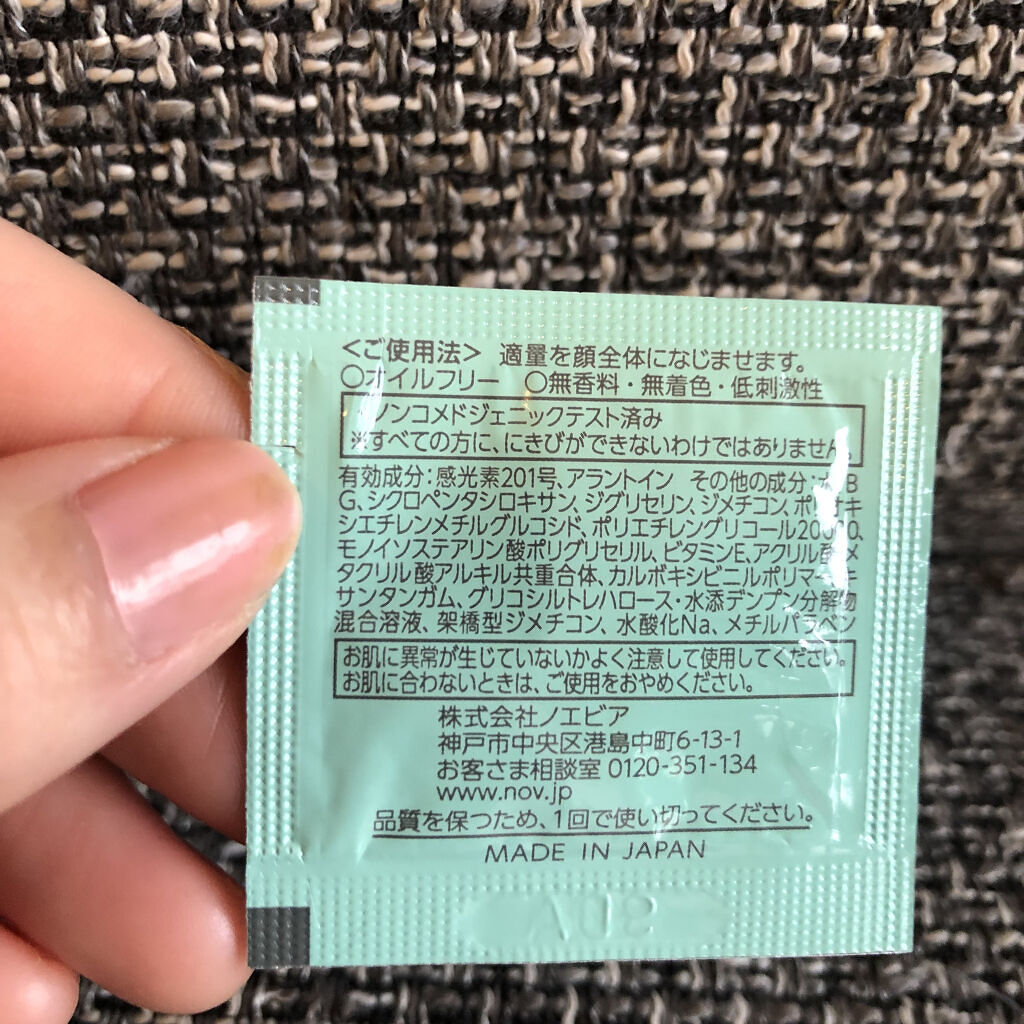 <ご使用法> 適量を顔全体になじませます。
○オイルフリー ○無香料・無着色・低刺激性
ノンコメドジェニックテスト済み
※すべての方に、にきびができないわけではありません。
有効成分：感光素201号、アラントイン その他の成分：水、B
G、シクロペンタシロキサン、ジグリセリン、ジメチコン、ポリオキ
シエチレンメチルグルコシド、ポリエチレングリコール20000、
モノイソステアリン酸ポリグリセリル、ビタミンE、アクリル酸・メ
タクリル酸アルキル共重合体、カルボキシビニルポリマー、キ
サンタンガム、グリコシルトレハロース・水添デンプン分解物
混合溶液、架橋型ジメチコン、水酸化Na、メチルパラベン
お肌に異常が生じていないかよく注意して使用してください。
お肌に合わないときは、ご使用をおやめください。
株式会社ノエビア
神戸市中央区港島中町6-13-1
お客さま相談室 0120-351-134
www.nov.jp
品質を保つため、1回で使い切ってください。
MADE IN JAPAN